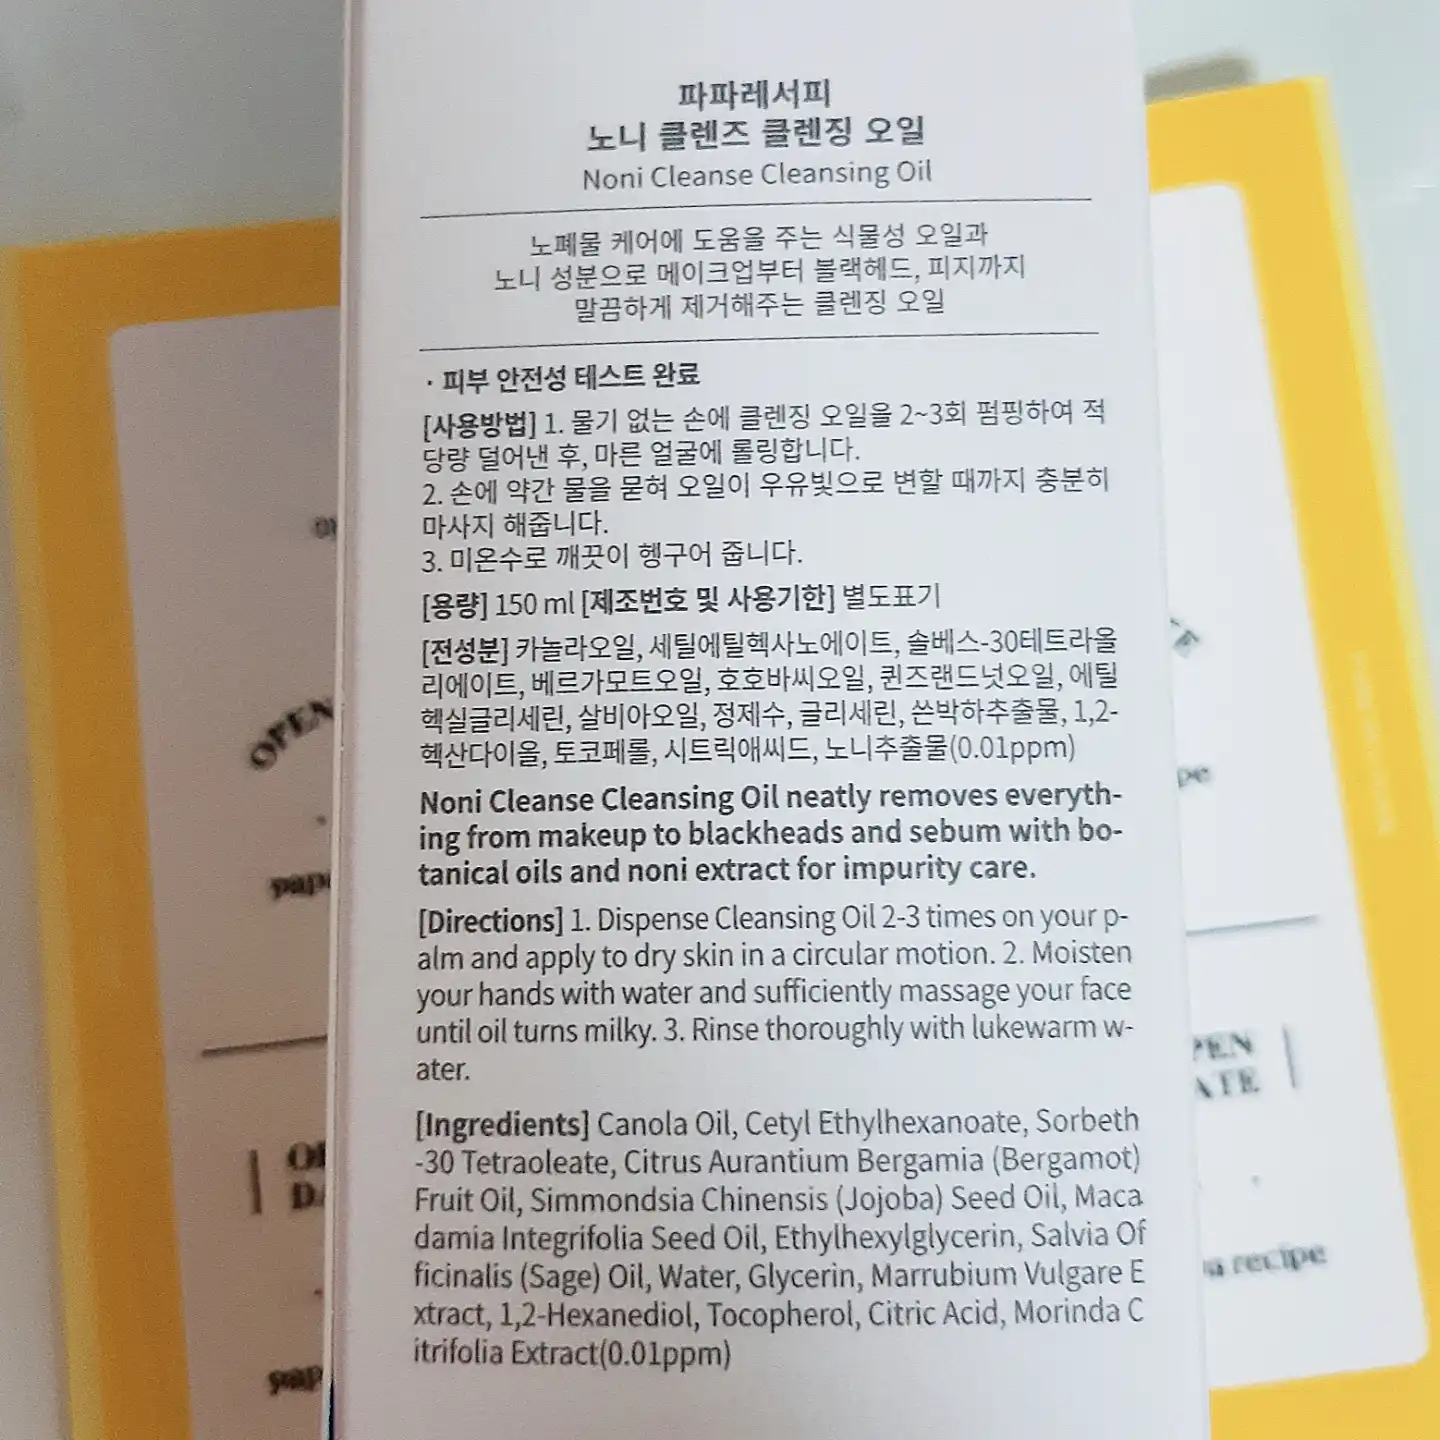 파파레서피
노니 클렌즈 클렌징 오일
Noni Cleanse Cleansing Oil
노폐물 케어에 도움을 주는 식물성 오일과
노니 성분으로 메이크업부터 블랙헤드, 피지까지
말끔하게 제거해주는 클렌징 오일
· 피부 안전성 테스트 완료
[사용방법] 1. 물기 없는 손에 클렌징 오일을 2~3회 펌핑하여 적
당량 덜어낸 후, 마른 얼굴에 롤링합니다.
2. 손에 약간 물을 묻혀 오일이 우유빛으로 변할 때까지 충분히
마사지 해줍니다.
3. 미온수로 깨끗이 헹구어 줍니다.
[용량] 150 ml [제조번호 및 사용기한] 별도표기
[전성분] 카놀라오일, 세틸에틸헥사노에이트, 솔베스-30테트라올
리에이트, 베르가모트오일, 호호바씨오일, 퀸즈랜드넛오일, 에틸
헥실글리세린, 살비아오일, 정제수, 글리세린, 쓴박하추출물, 1,2-
헥산다이올, 토코페롤, 시트릭애씨드, 노니추출물(0.01ppm)
Noni Cleanse Cleansing Oil neatly removes everyth-
ing from makeup to blackheads and sebum with bo-
tanical oils and noni extract for impurity care.
[Directions] 1. Dispense Cleansing Oil 2-3 times on your p-
alm and apply to dry skin in a circular motion. 2. Moisten
your hands with water and sufficiently massage your face
until oil turns milky. 3. Rinse thoroughly with lukewarm w-
ater.
[Ingredients] Canola Oil, Cetyl Ethylhexanoate, Sorbeth
-30 Tetraoleate, Citrus Aurantium Bergamia (Bergamot)
Fruit Oil, Simmondsia Chinensis (Jojoba) Seed Oil, Maca
damia Integrifolia Seed Oil, Ethylhexylglycerin, Salvia Of
ficinalis (Sage) Oil, Water, Glycerin, Marrubium Vulgare E
xtract, 1,2-Hexanediol, Tocopherol, Citric Acid, Morinda C
itrifolia Extract(0.01ppm)
OPEN
recipe